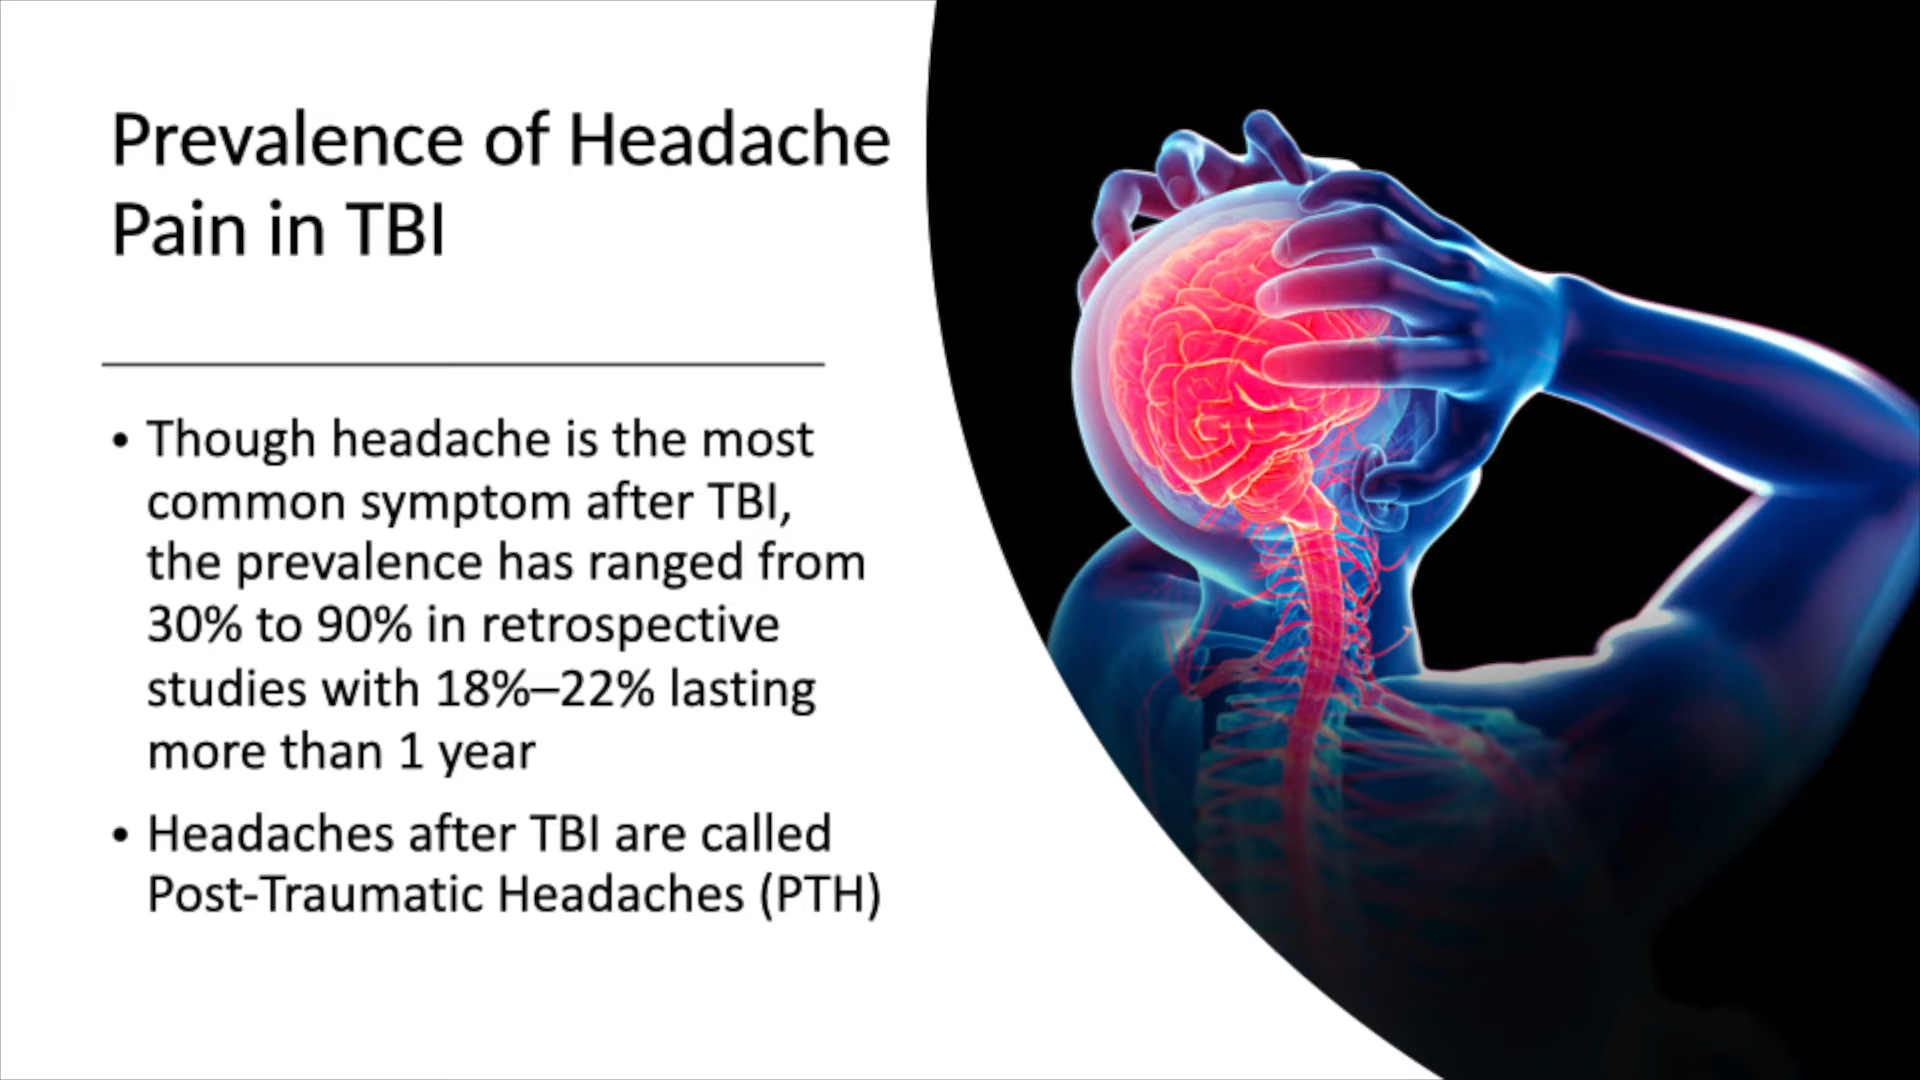 Prevalence of Headache
Pain in TBI
• Though headache is the most
common symptom after TBI,
the prevalence has ranged from
30% to 90% in retrospective
studies with 18%–22% lasting
more than 1 year
• Headaches after TBI are called
Post-Traumatic Headaches (PTH)